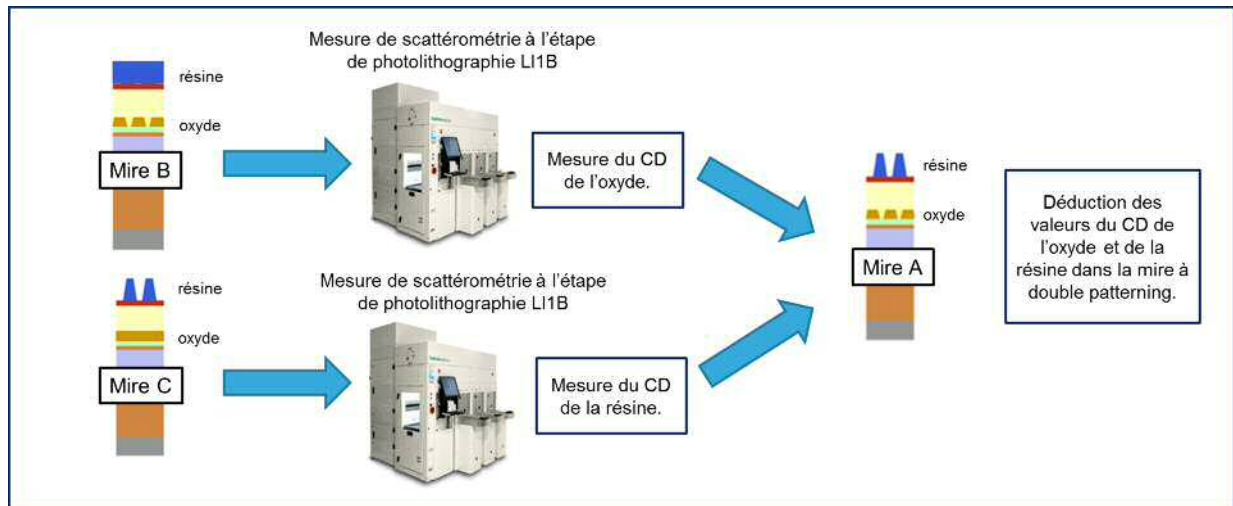 Mesure de scattérométrie à l’étape
de photolithographie LI1B
résine
oxyde
Mire B
Mesure du CD
de l’oxyde.
résine
oxyde
Mire C
Mesure de scattérométrie à l’étape
de photolithographie LI1B
Mesure du CD
de la résine.
résine
oxyde
Mire A
Déduction des
valeurs du CD de
l’oxyde et de la
résine dans la mire à
double patterning.